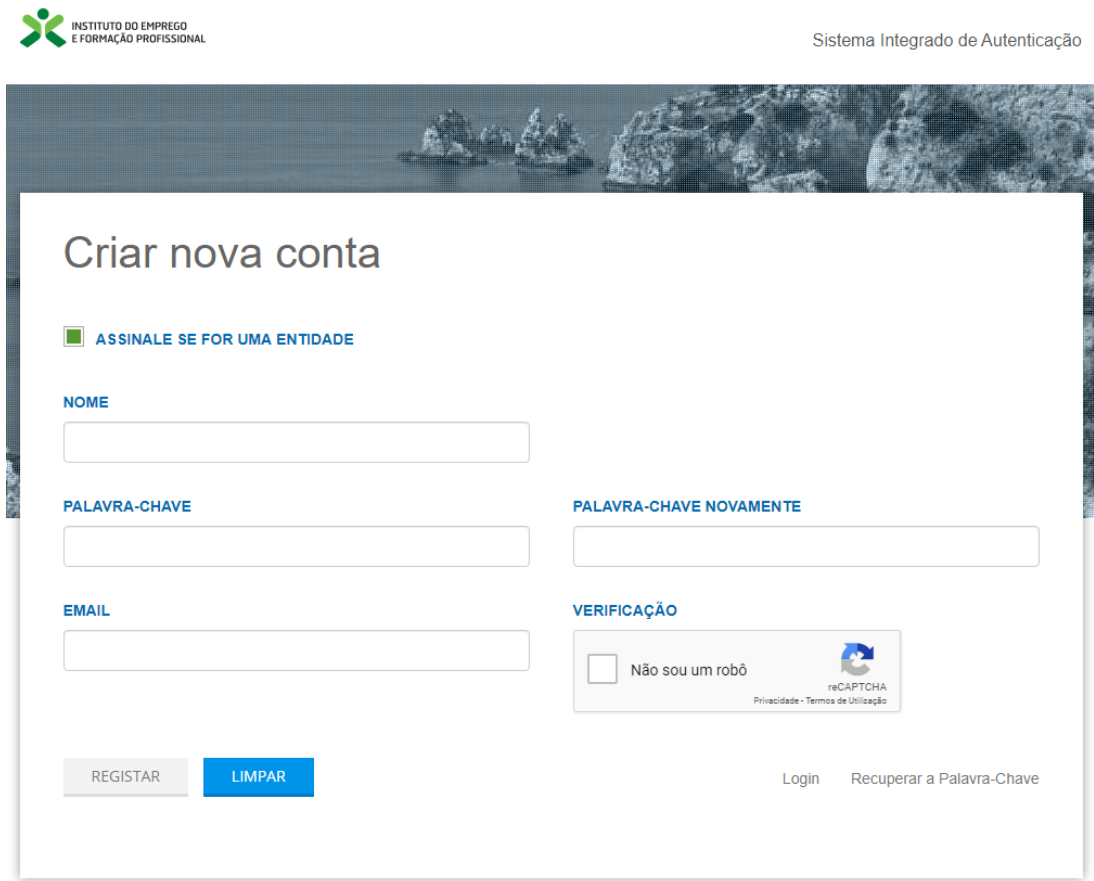 INSTITUTO DO EMPREGO
E FORMAÇÃO PROFISSIONAL
Sistema Integrado de Autenticação
Criar nova conta
ASSINALE SE FOR UMA ENTIDADE
NOME
PALAVRA-CHAVE
PALAVRA-CHAVE NOVAMENTE
EMAIL
VERIFICAÇÃO
Não sou um robô
reCAPTCHA
Privacidade - Termos de Utilização
REGISTAR
LIMPAR
Login
Recuperar a Palavra-Chave